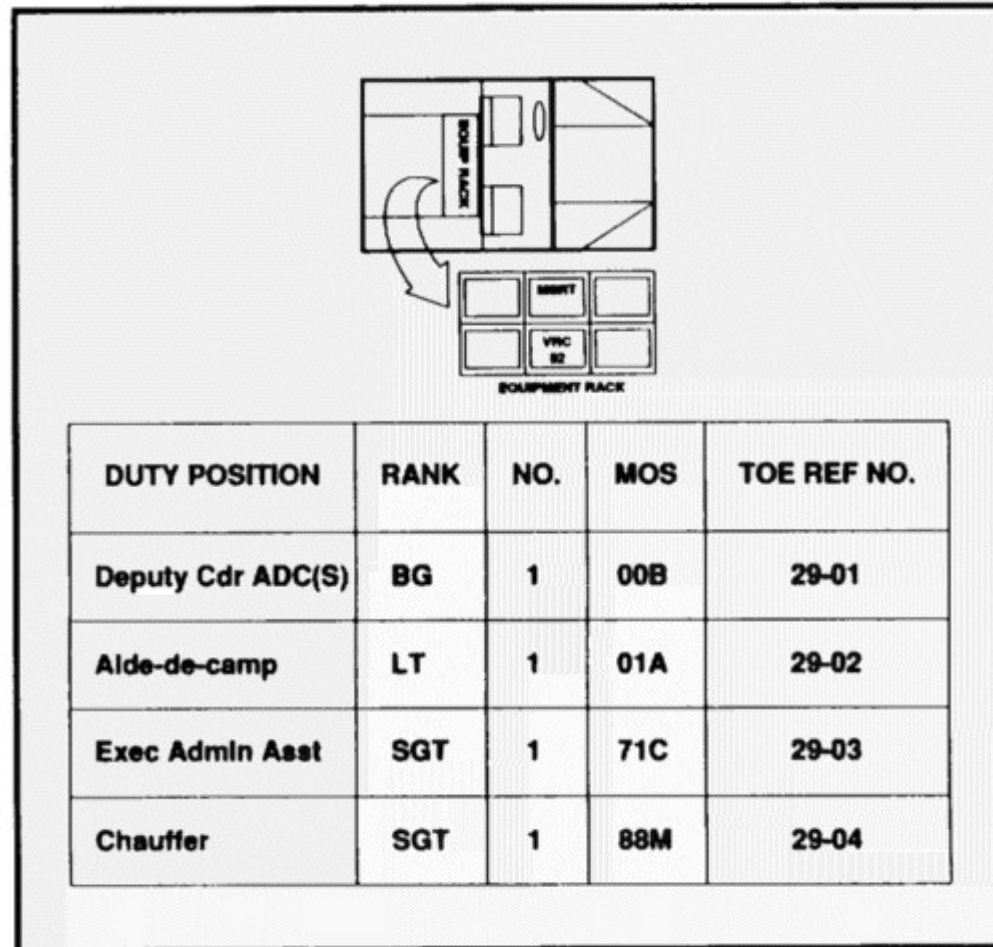 EQUIP RACK
MSRT
VRC
92
EQUIPMENT RACK
DUTY POSITION RANK NO. MOS TOE REF NO.
Deputy Cdr ADC(S) BG 1 00B 29-01
Aide-de-camp LT 1 01A 29-02
Exec Admin Asst SGT 1 71C 29-03
Chauffer SGT 1 88M 29-04